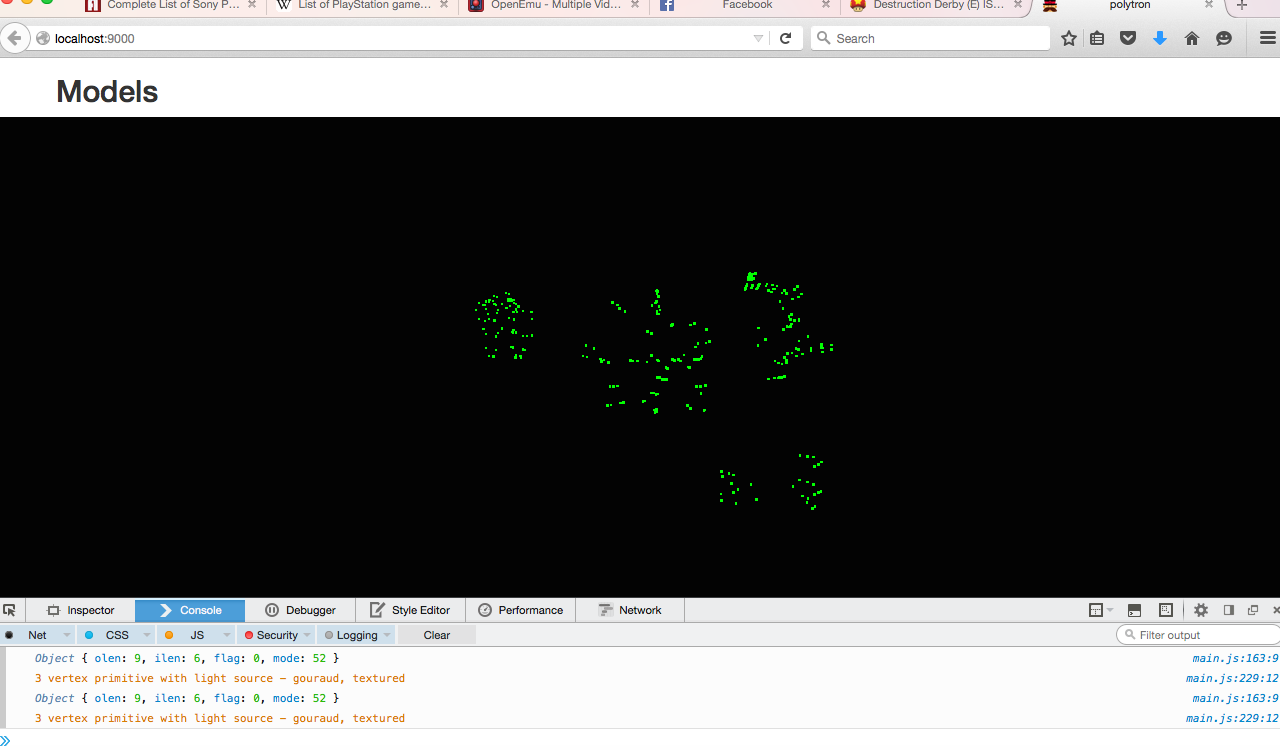 Complete List of Sony P...
List of PlayStation game...
OpenEmu - Multiple Vid...
Facebook
Destruction Derby (E) IS...
polytron
localhost:9000
Search
Models
Inspector
Console
Debugger
Style Editor
Performance
Network
Net
CSS
JS
Security
Logging
Clear
Filter output
Object { olen: 9, ilen: 6, flag: 0, mode: 52 } main.js:163:9
3 vertex primitive with light source - gouraud, textured main.js:229:12
Object { olen: 9, ilen: 6, flag: 0, mode: 52 } main.js:163:9
3 vertex primitive with light source - gouraud, textured main.js:229:12